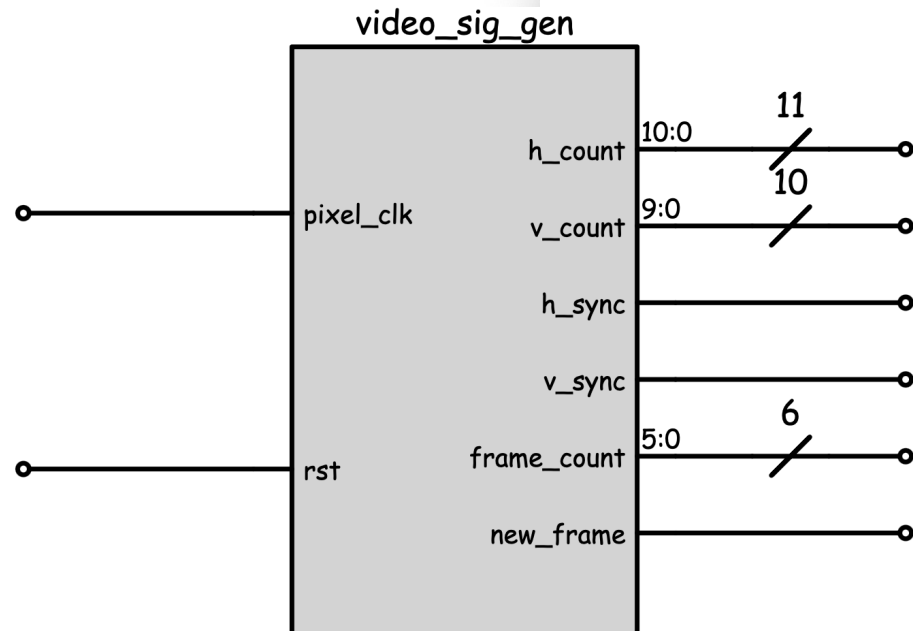 video_sig_gen
11
10:0
h_count
10
9:0
pixel_clk
v_count
h_sync
v_sync
6
5:0
rst
frame_count
new_frame